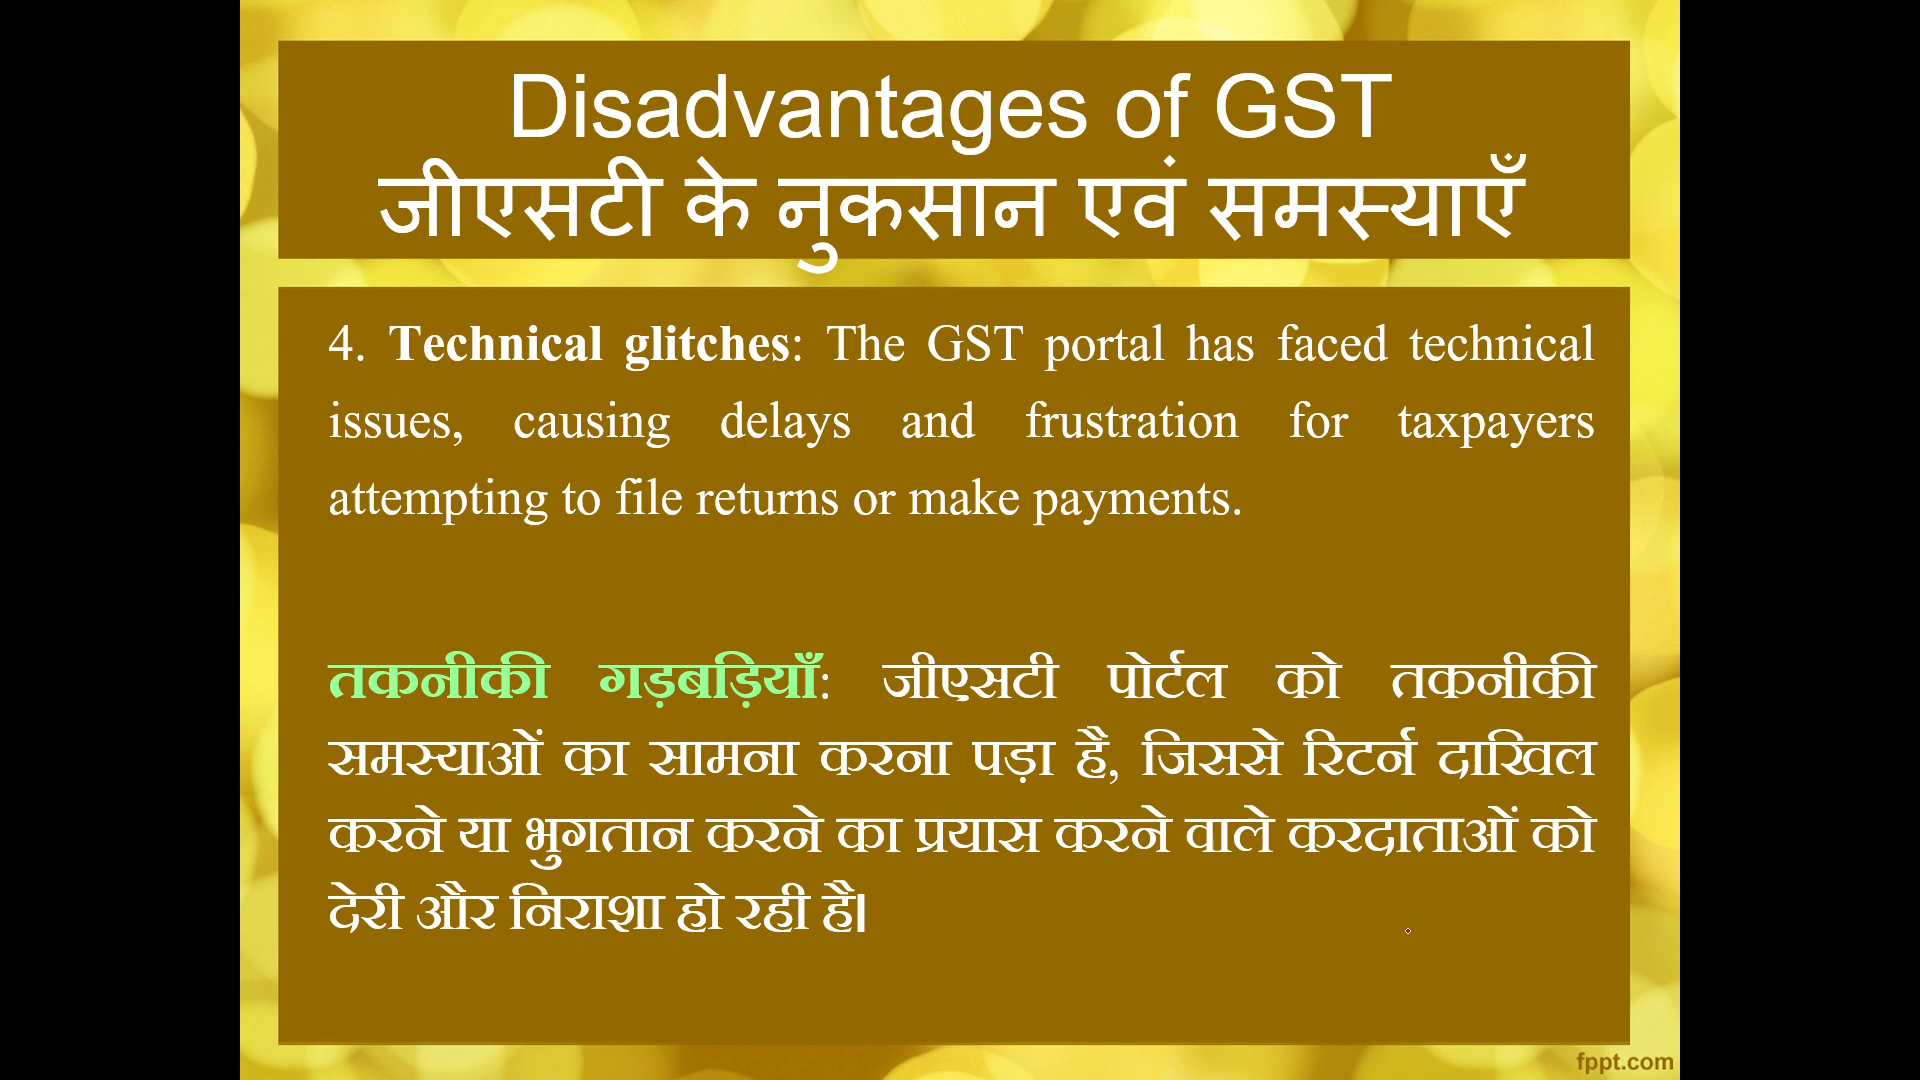 Disadvantages of GST
जीएसटी के नुकसान एवं समस्याएँ
4. Technical glitches: The GST portal has faced technical
issues, causing delays and frustration for taxpayers
attempting to file returns or make payments.
तकनीकी गड़बड़ियाँ: जीएसटी पोर्टल को तकनीकी
समस्याओं का सामना करना पड़ा है, जिससे रिटर्न दाखिल
करने या भुगतान करने का प्रयास करने वाले करदाताओं को
देरी और निराशा हो रही है।
fppt.com